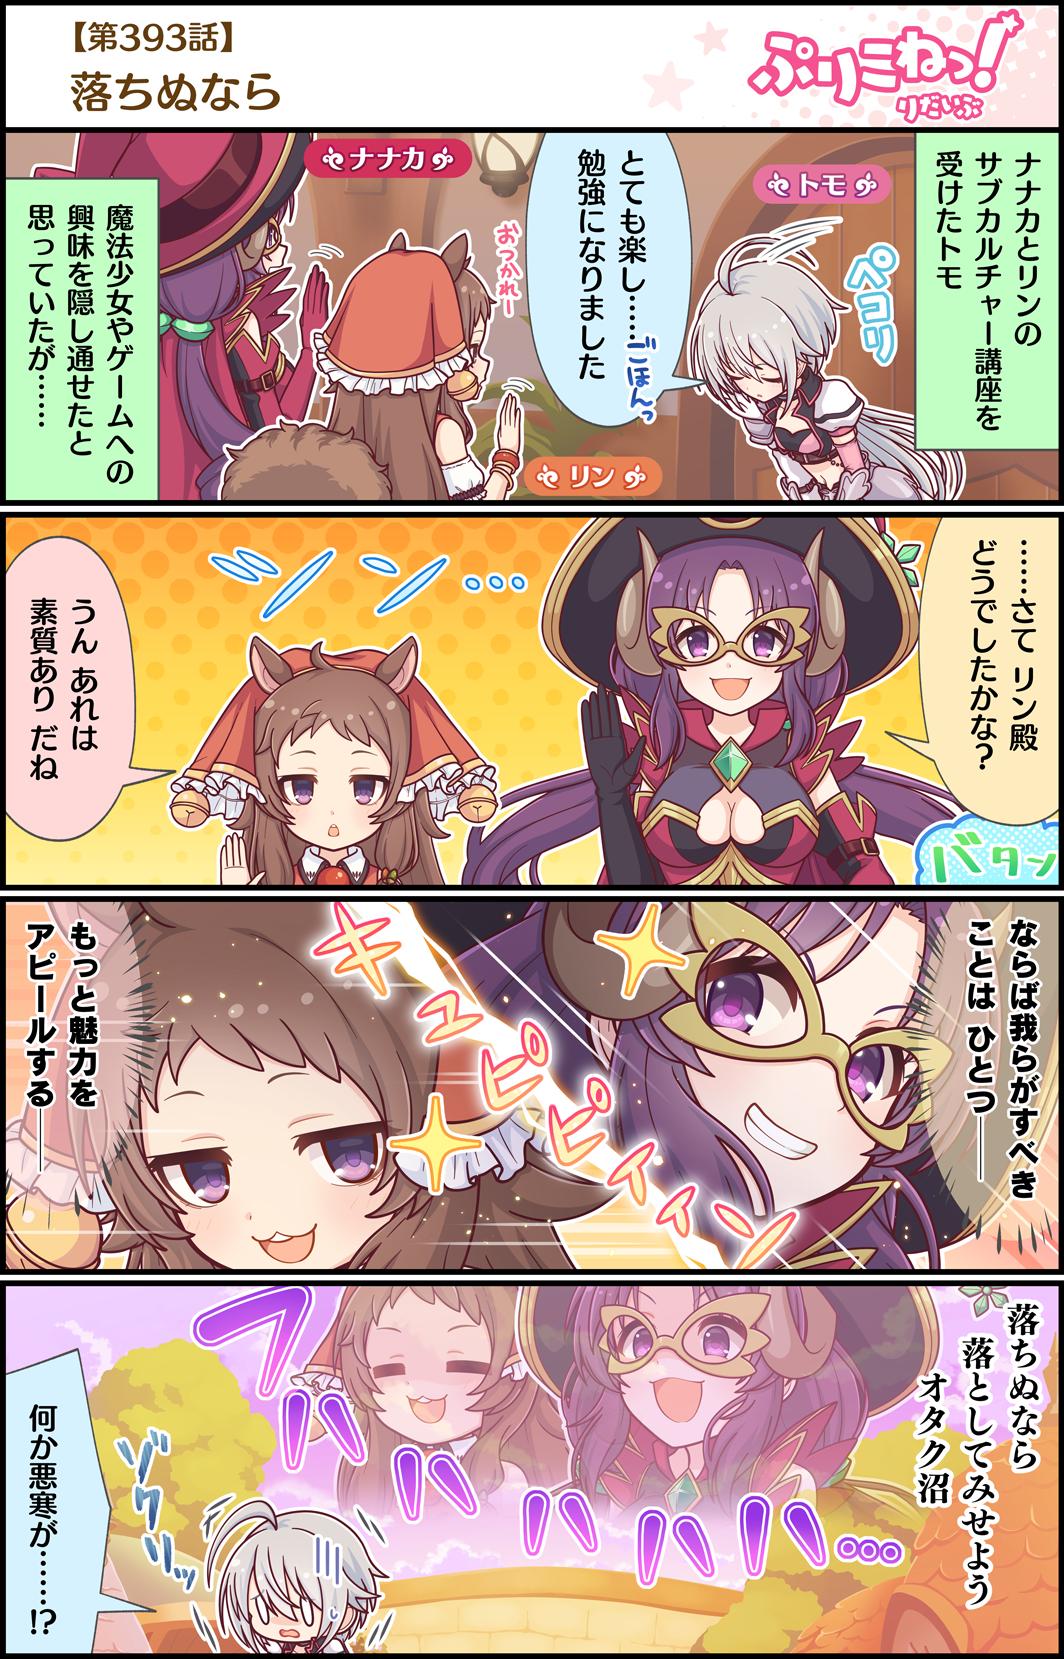 【第393話】
落ちぬなら
ぷりこねっ!
りだいぶ
ナナカとリンの
サブカルチャー講座を
受けたトモ
トモ
ペコリ
とても楽し……ごほんっ
勉強になりました
ナナカ
おつかれー
リン
魔法少女やゲームへの
興味を隠し通せたと
思っていたが……
……さて リン殿
どうでしたかな?
バタン
ノシ…
うん あれは
素質あり だね
ならば我らがすべき
ことは ひとつ――
キュピピィィン
もっと魅力を
アピールする――
落ちぬなら
落としてみせよう
オタク沼
フハハハハ…
ゾクゾクッ
何か悪寒が……!?